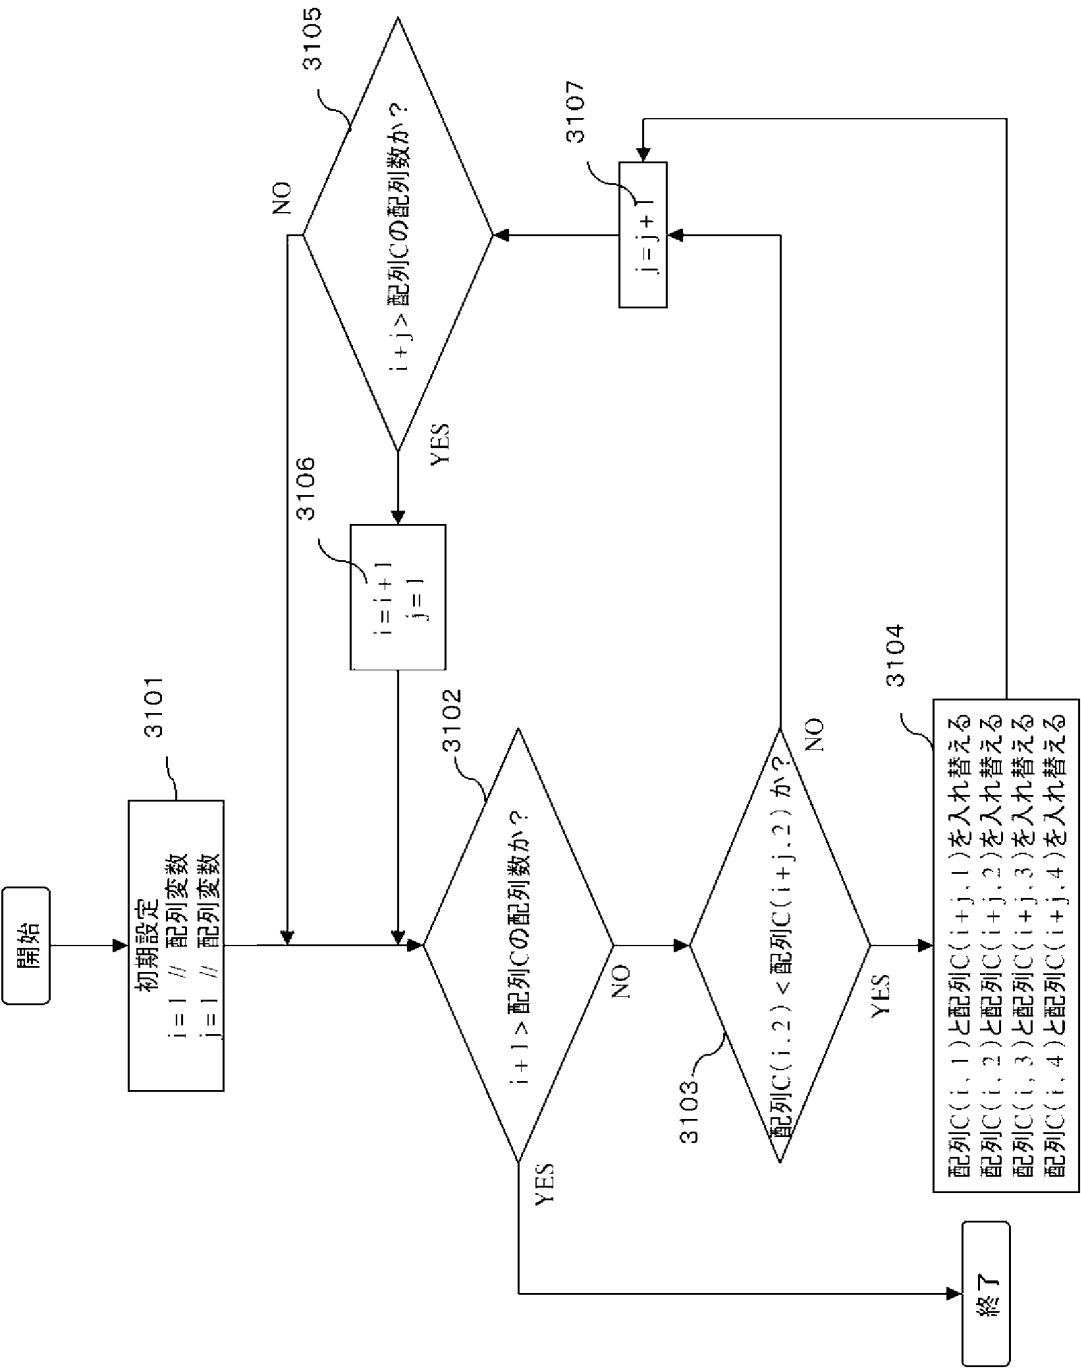 開始
3101
初期設定
i=1 // 配列変数
j=1 // 配列変数
3102
i+1>配列Cの配列数か?
YES
NO
3103
配列C(i,2)<配列C(i+j,2)か?
YES
NO
3104
配列C(i,1)と配列C(i+j,1)を入れ替える
配列C(i,2)と配列C(i+j,2)を入れ替える
配列C(i,3)と配列C(i+j,3)を入れ替える
配列C(i,4)と配列C(i+j,4)を入れ替える
3107
j=j+1
3105
i+j>配列Cの配列数か?
NO
YES
3106
i=i+1
j=1
終了